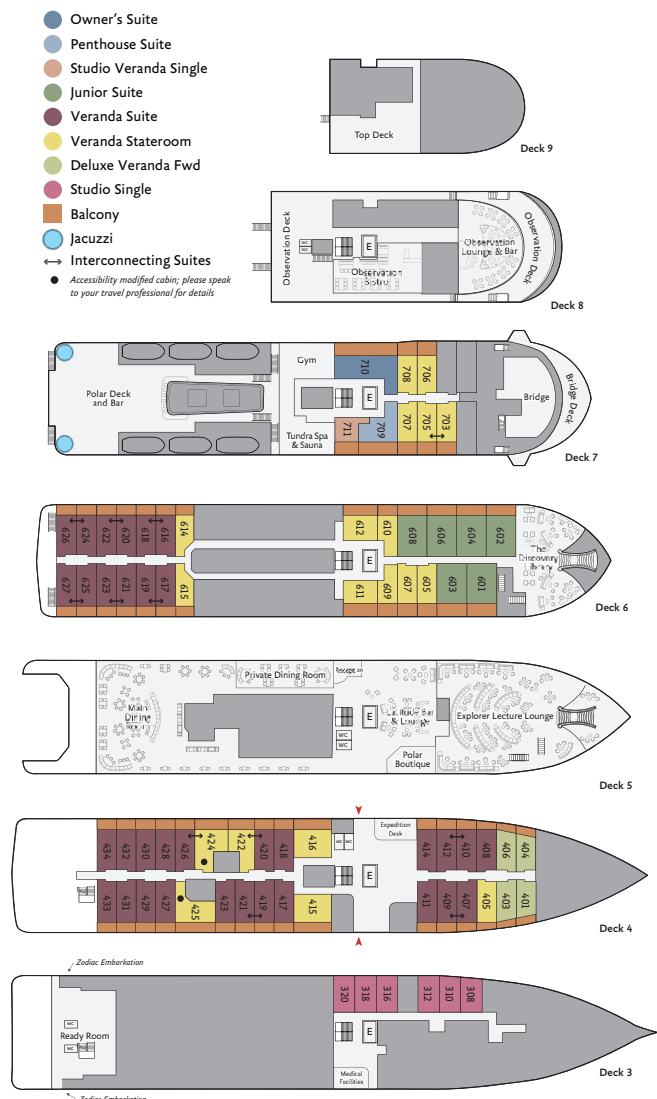 Owner's Suite
Penthouse Suite
Studio Veranda Single
Junior Suite
Veranda Suite
Veranda Stateroom
Deluxe Veranda Fwd
Studio Single
Balcony
Jacuzzi
Interconnecting Suites
Accessibility modified cabin; please speak
to your travel professional for details
Top Deck
Deck 9
Observation Deck
WC
WC
E
Observation
Bistro
Observation
Lounge & Bar
Observation Deck
Deck 8
Polar Deck
and Bar
Gym
Tundra Spa
& Sauna
E
710
708
706
711
709
707
705
703
Bridge
Bridge Deck
Deck 7
626
624
622
620
618
616
614
612
610
608
606
604
602
E
627
625
623
621
619
617
615
611
609
607
605
603
601
The
Discovery
Library
Deck 6
Main
Dining
Room
Private Dining Room
Reception
E
WC
WC
Latitude Bar
& Lounge
Polar
Boutique
Explorer Lecture Lounge
Deck 5
434
432
430
428
426
424
422
420
418
416
WC
WC
Expedition
Desk
414
412
410
408
406
404
E
433
431
429
427
425
423
421
419
417
415
411
409
407
405
403
401
Deck 4
Zodiac Embarkation
WC
Ready Room
WC
320
318
316
312
310
308
E
Medical
Facilities
Deck 3
Zodiac Embarkation